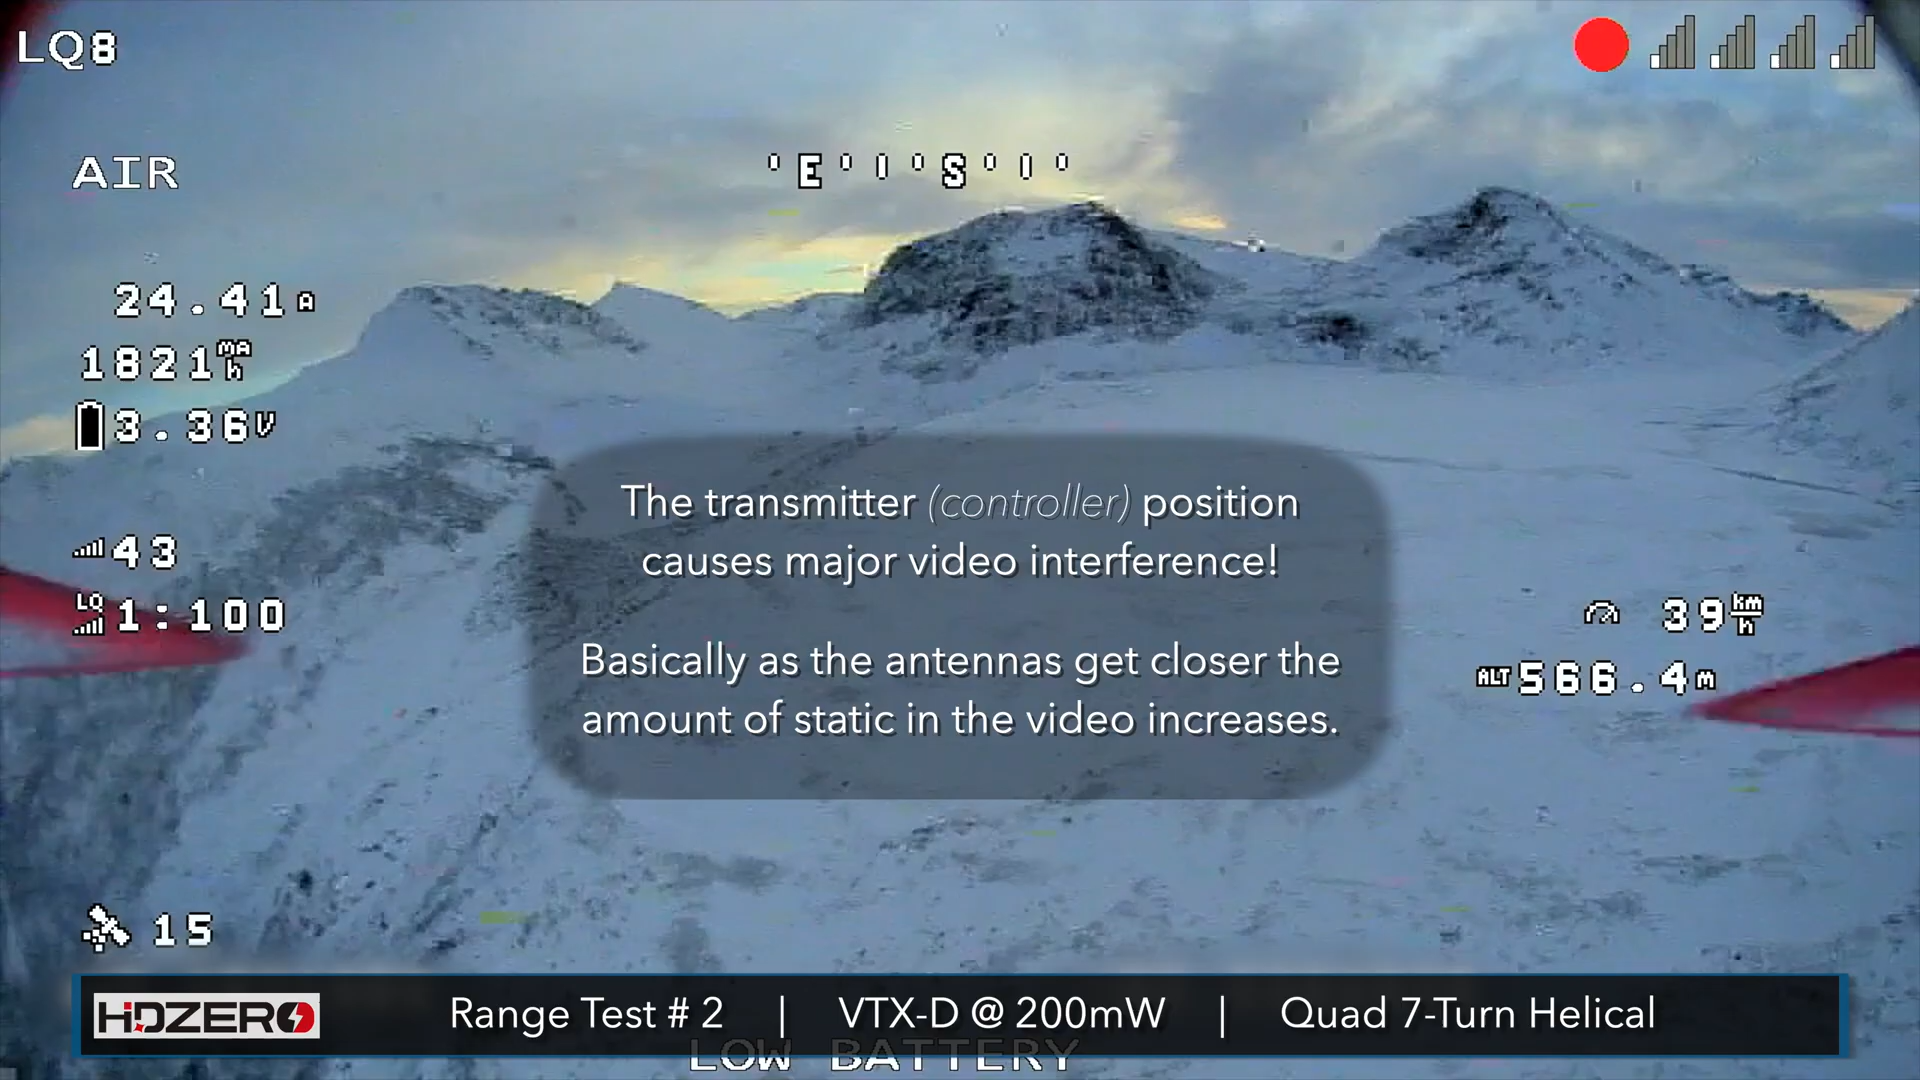 LQ8
AIR
E S
24.41A
1821MAh
3.36V
The transmitter (controller) position
causes major video interference!
43
LQ 1:100
39 km/h
Basically as the antennas get closer the
amount of static in the video increases.
ALT 566.4m
15
HDZERO
Range Test # 2 | VTX-D @ 200mW | Quad 7-Turn Helical
LOW BATTERY